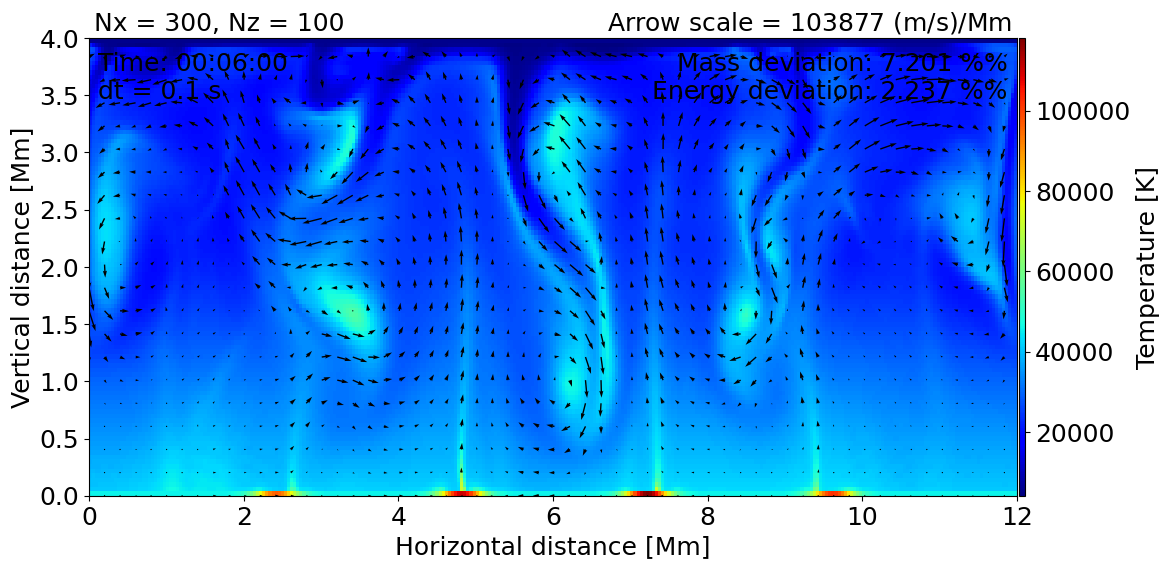 Nx = 300, Nz = 100
Arrow scale = 103877 (m/s)/Mm
Time: 00:06:00
Mass deviation: 7.201 %%
dt = 0.1 s
Energy deviation: 2.237 %%
4.0
3.5
3.0
2.5
2.0
1.5
1.0
0.5
0.0
Vertical distance [Mm]
0 2 4 6 8 10 12
Horizontal distance [Mm]
100000
80000
60000
40000
20000
Temperature [K]